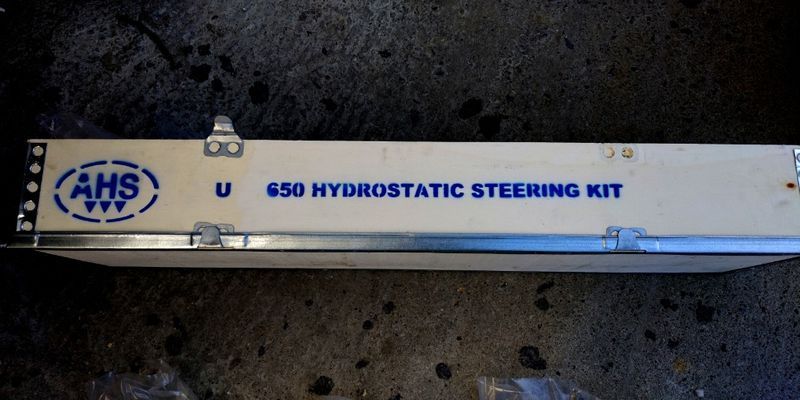 AHS
U 650 HYDROSTATIC STEERING KIT